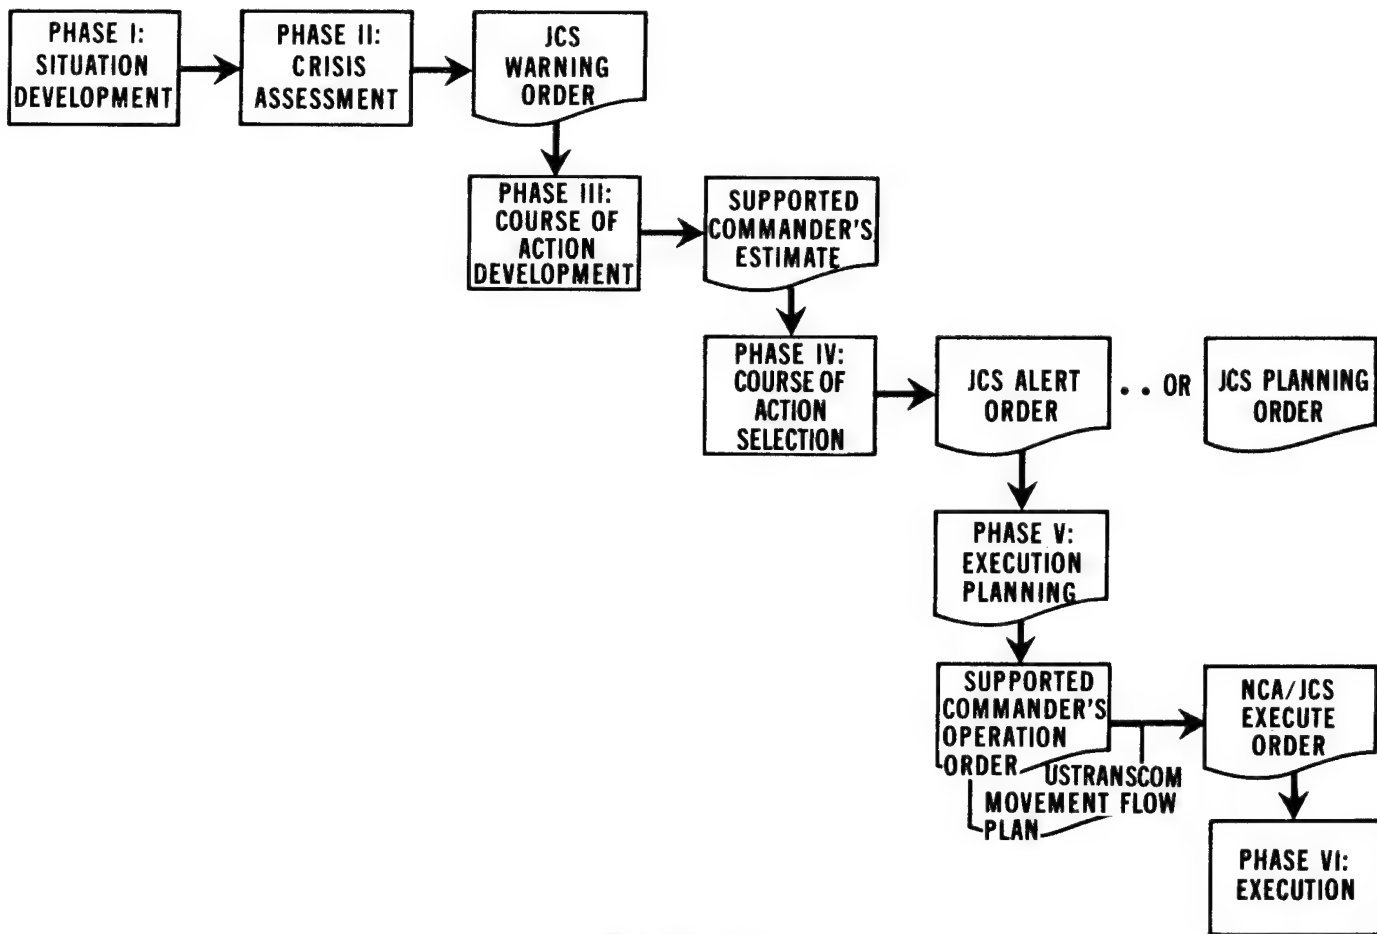 PHASE I:
SITUATION
DEVELOPMENT
PHASE II:
CRISIS
ASSESSMENT
JCS
WARNING
ORDER
PHASE III:
COURSE OF
ACTION
DEVELOPMENT
SUPPORTED
COMMANDER'S
ESTIMATE
PHASE IV:
COURSE OF
ACTION
SELECTION
JCS ALERT
ORDER
. . OR
JCS PLANNING
ORDER
PHASE V:
EXECUTION
PLANNING
SUPPORTED
COMMANDER'S
OPERATION
ORDER
USTRANSCOM
MOVEMENT FLOW
PLAN
NCA/JCS
EXECUTE
ORDER
PHASE VI:
EXECUTION